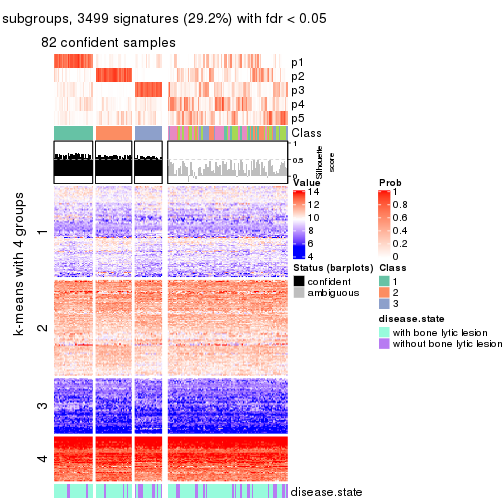 subgroups, 3499 signatures (29.2%) with fdr < 0.05
82 confident samples
p1
p2
p3
p4
p5
Class
1
0.5
0
Silhouette
score
k-means with 4 groups
1
2
3
4
Value
14
12
10
8
6
4
Prob
1
0.8
0.6
0.4
0.2
0
Status (barplots)
confident
ambiguous
Class
1
2
3
disease.state
with bone lytic lesion
without bone lytic lesion
disease.state